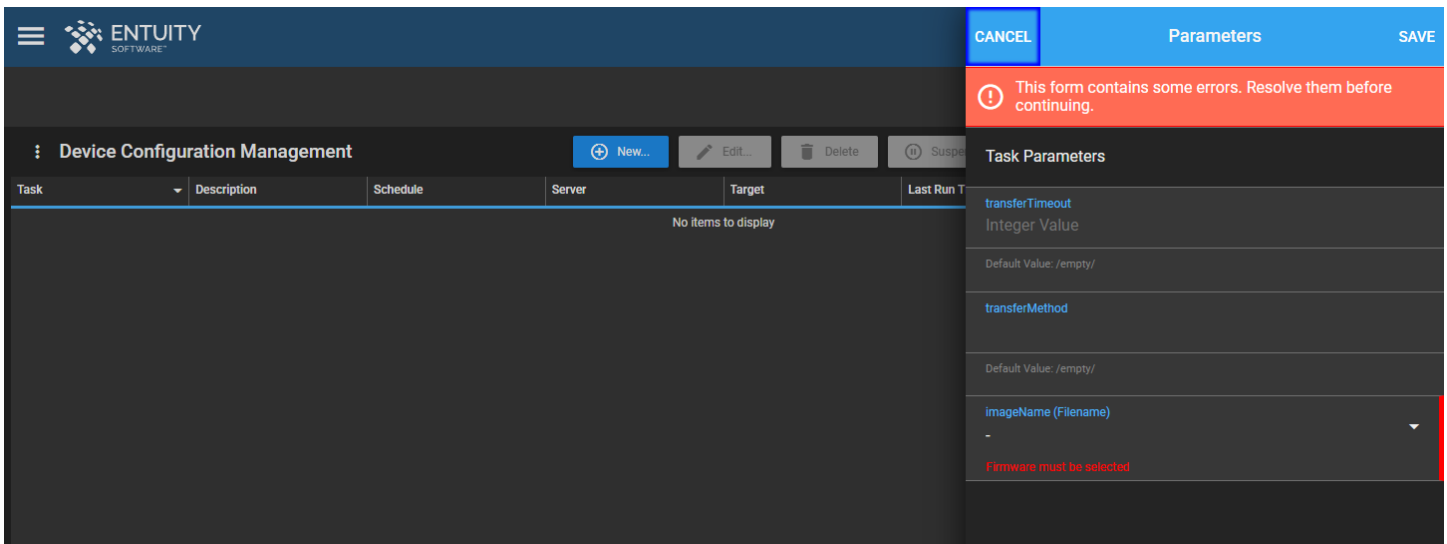 ENTUITY
SOFTWARE™
CANCEL
Parameters
SAVE
This form contains some errors. Resolve them before
continuing.
Device Configuration Management
New...
Edit...
Delete
Suspe
Task Parameters
Task
Description
Schedule
Server
Target
Last Run T
No items to display
transferTimeout
Integer Value
Default Value: /empty/
transferMethod
Default Value: /empty/
imageName (Filename)
-
Firmware must be selected